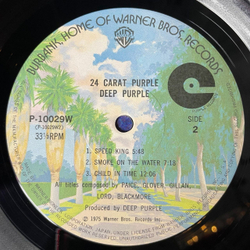 BURBANK, HOME OF WARNER BROS. RECORDS
24 CARAT PURPLE
DEEP PURPLE
P-10029W
(P-10029W2)
33⅓RPM
e
SIDE
2
1 SPEED KING 5:48
2 SMOKE ON THE WATER 7:18
3 CHILD IN TIME 12:06
All titles composed by PAICE, GLOVER, GILLAN,
LORD, BLACKMORE
Produced by DEEP PURPLE
℗ 1975 Warner Bros. Records Inc.